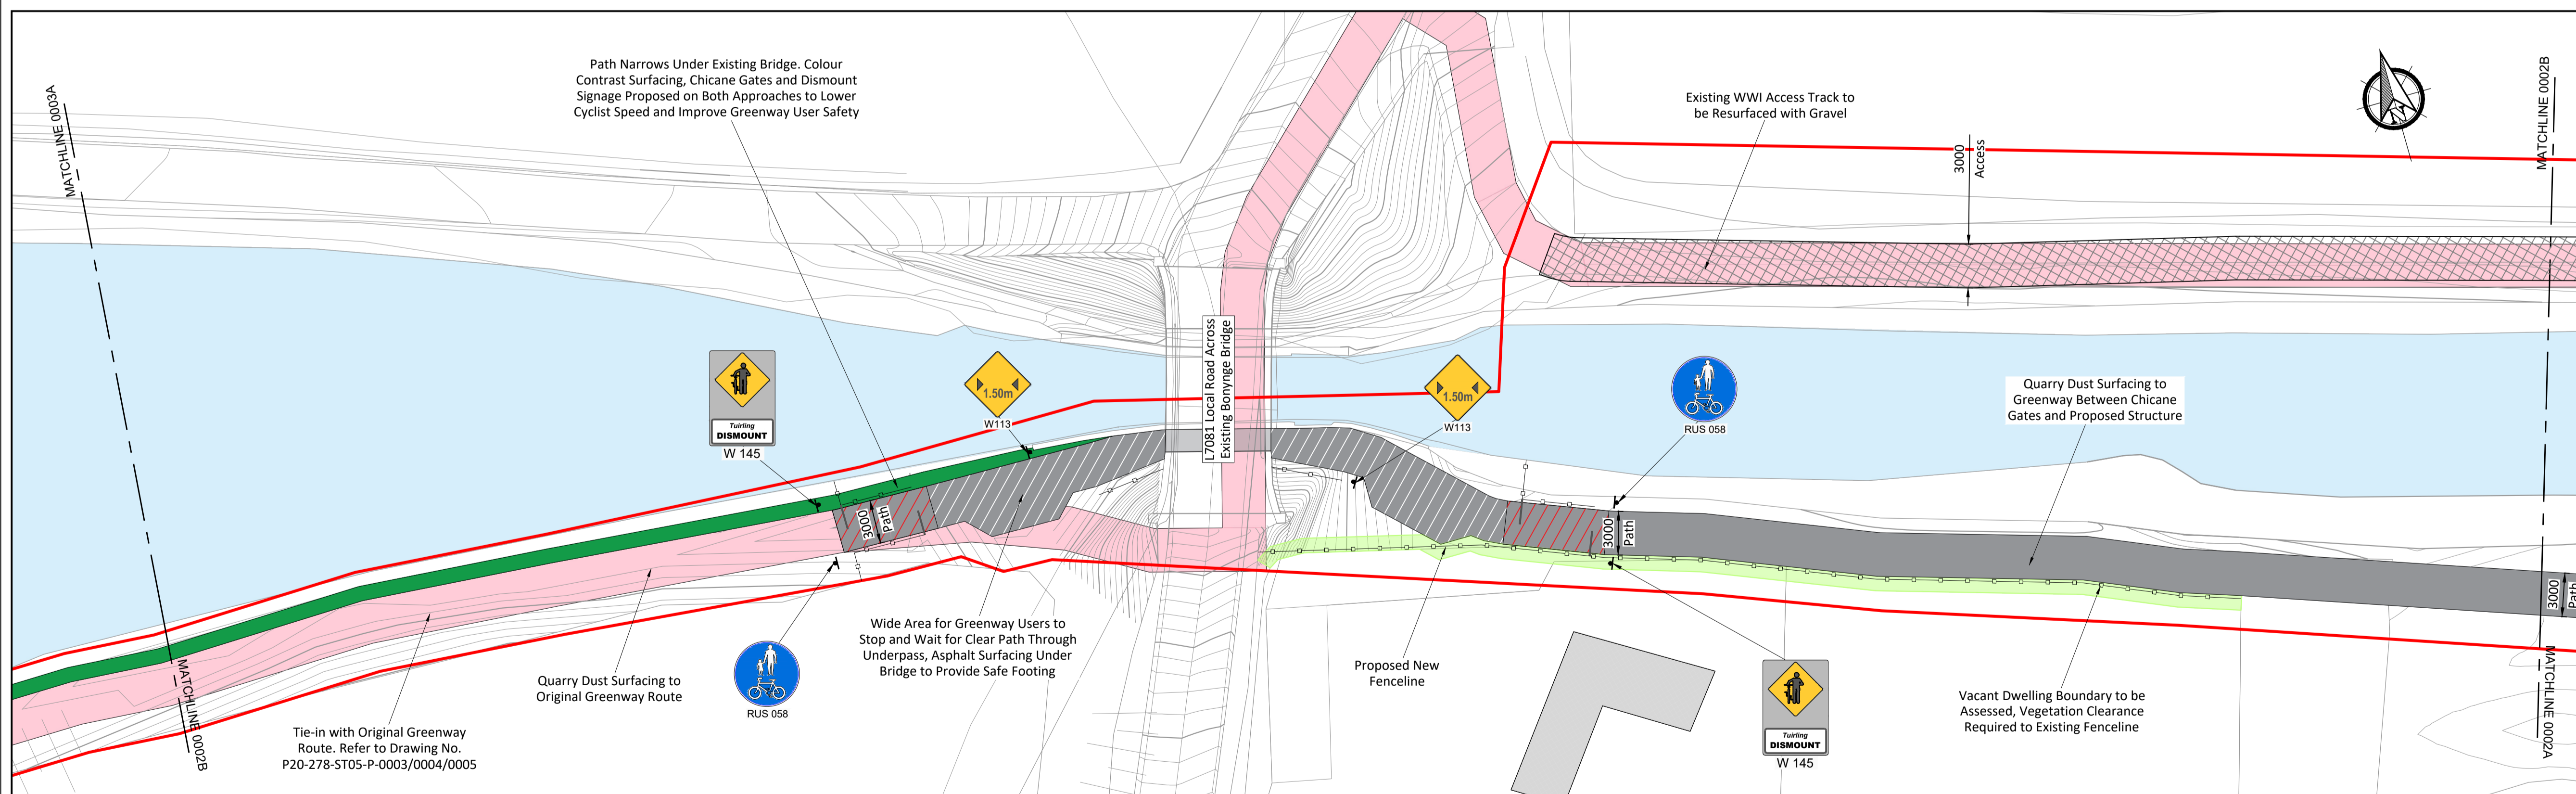 MATCHLINE 0003A
MATCHLINE 0002B
Path Narrows Under Existing Bridge. Colour
Contrast Surfacing, Chicane Gates and Dismount
Signage Proposed on Both Approaches to Lower
Cyclist Speed and Improve Greenway User Safety
Existing WWI Access Track to
be Resurfaced with Gravel
3000
Access
N
MATCHLINE 0002B
MATCHLINE 0002A
L7081 Local Road Across
Existing Bonynge Bridge
Tuirling
DISMOUNT
W 145
1.50m
W113
1.50m
W113
RUS 058
Quarry Dust Surfacing to
Greenway Between Chicane
Gates and Proposed Structure
3000
Path
3000
Path
3000
Path
Wide Area for Greenway Users to
Stop and Wait for Clear Path Through
Underpass, Asphalt Surfacing Under
Bridge to Provide Safe Footing
Quarry Dust Surfacing to
Original Greenway Route
RUS 058
Tie-in with Original Greenway
Route. Refer to Drawing No.
P20-278-ST05-P-0003/0004/0005
Proposed New
Fenceline
Tuirling
DISMOUNT
W 145
Vacant Dwelling Boundary to be
Assessed, Vegetation Clearance
Required to Existing Fenceline